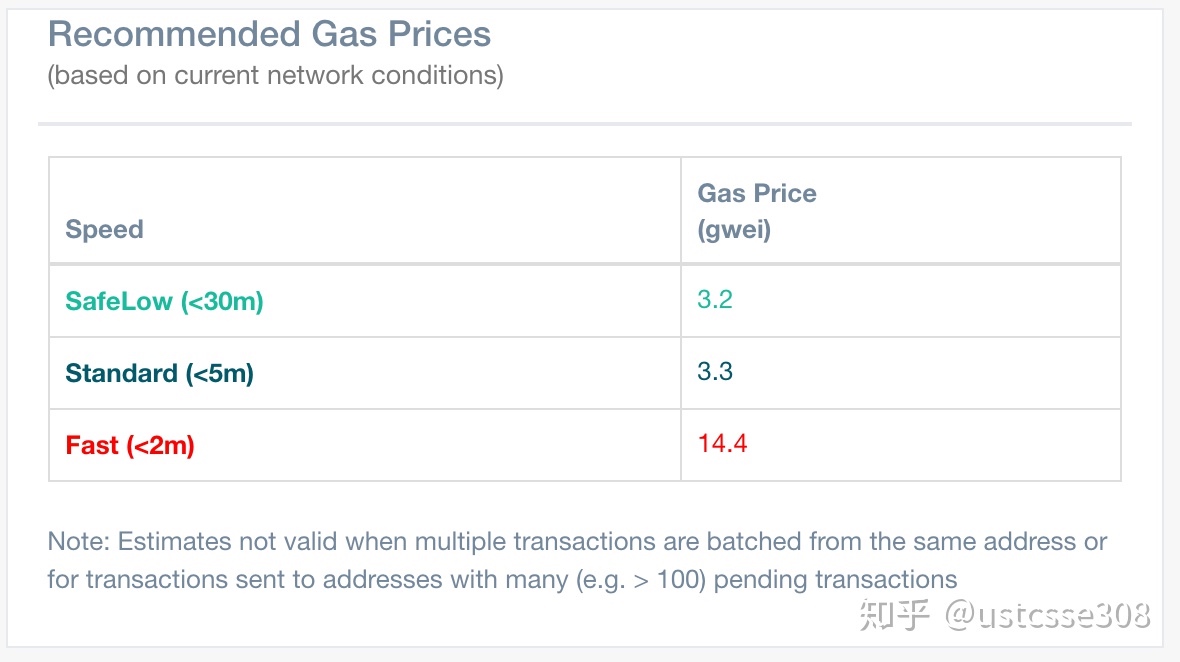 Recommended Gas Prices
(based on current network conditions)
Speed
Gas Price
(gwei)
SafeLow (<30m)
3.2
Standard (<5m)
3.3
Fast (<2m)
14.4
Note: Estimates not valid when multiple transactions are batched from the same address or
for transactions sent to addresses with many (e.g. > 100) pending transactions
知乎 @ustcsse308